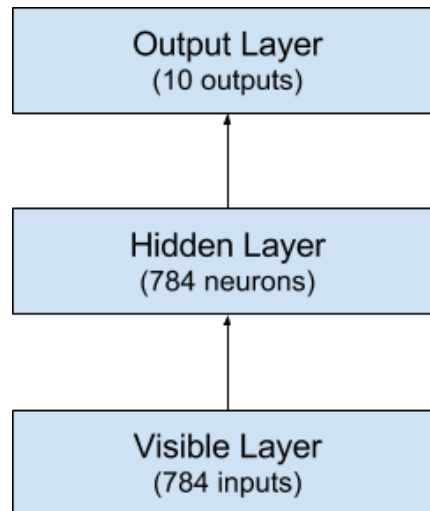 Output Layer
(10 outputs)
Hidden Layer
(784 neurons)
Visible Layer
(784 inputs)